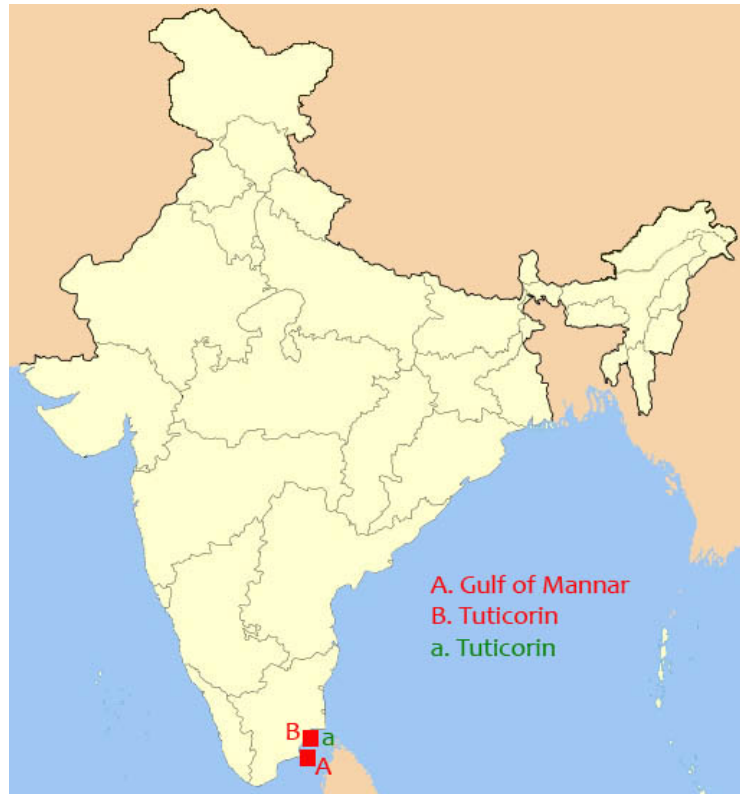 A. Gulf of Mannar
B. Tuticorin
a. Tuticorin
B
a
A